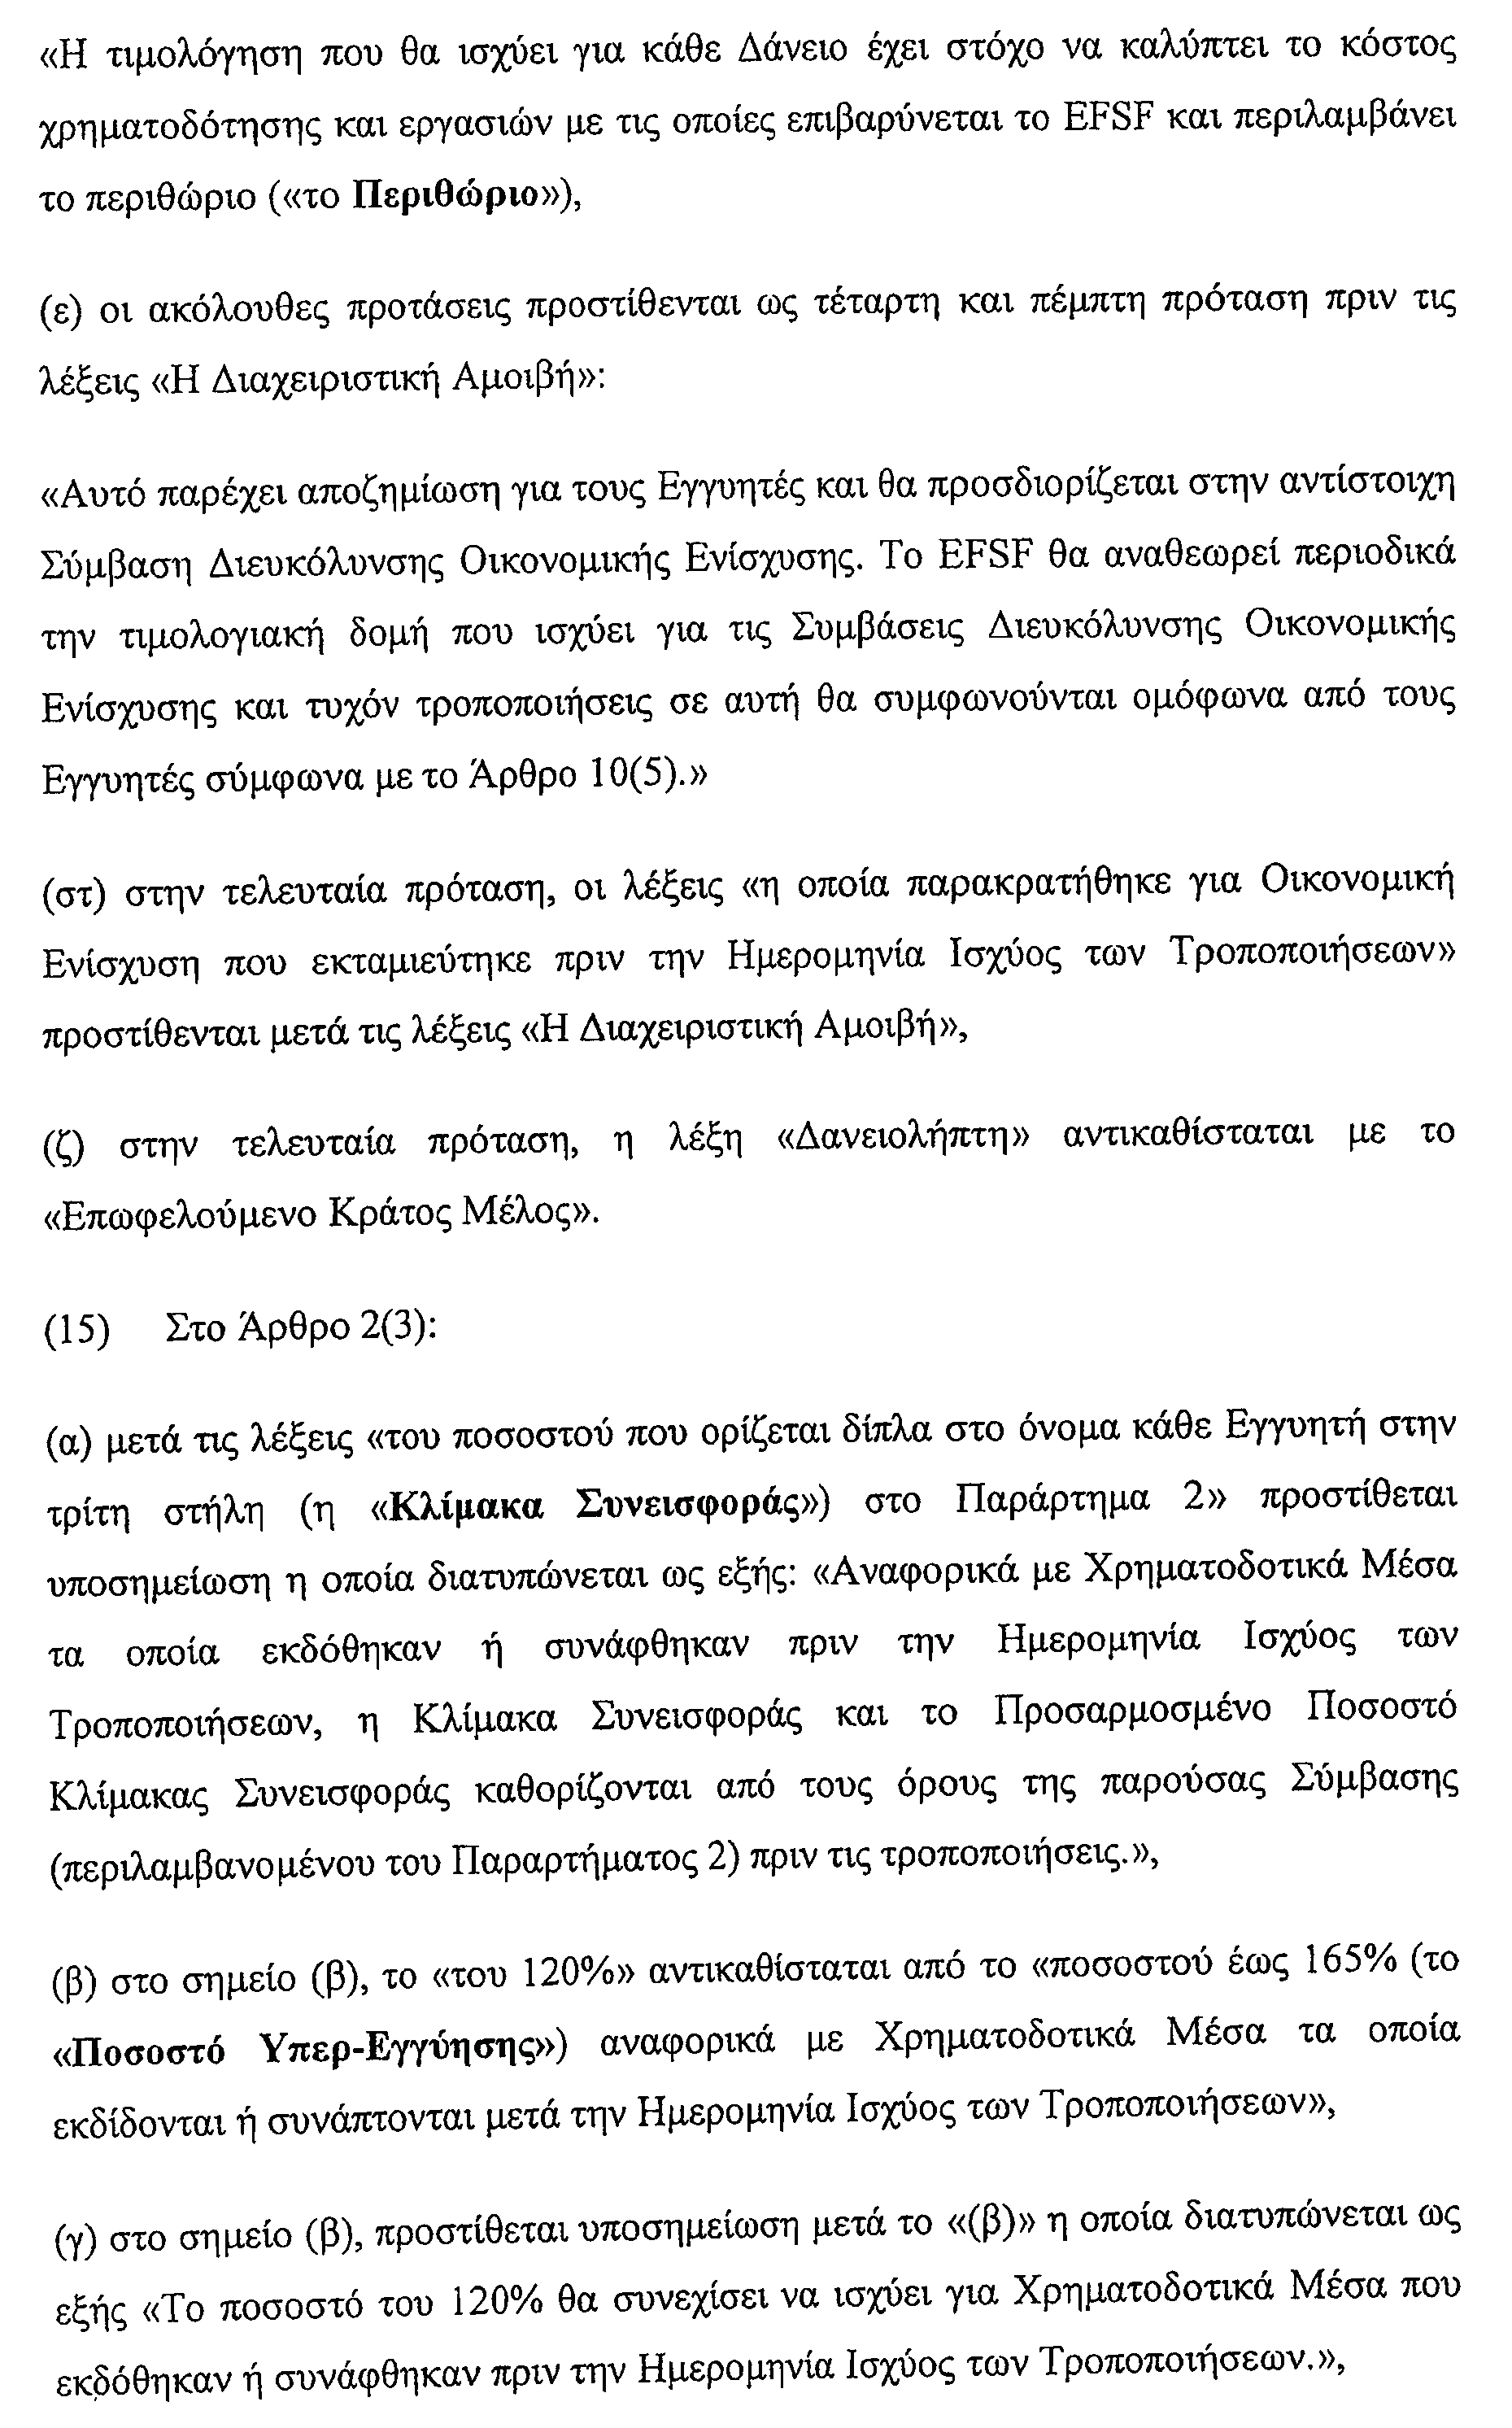 «Η τιμολόγηση που θα ισχύει για κάθε Δάνειο έχει στόχο να καλύπτει το κόστος
χρηματοδότησης και εργασιών με τις οποίες επιβαρύνεται το EFSF και περιλαμβάνει
το περιθώριο («το Περιθώριο»),
(ε) οι ακόλουθες προτάσεις προστίθενται ως τέταρτη και πέμπτη πρόταση πριν τις
λέξεις «Η Διαχειριστική Αμοιβή»:
«Αυτό παρέχει αποζημίωση για τους Εγγυητές και θα προσδιορίζεται στην αντίστοιχη
Σύμβαση Διευκόλυνσης Οικονομικής Ενίσχυσης. Το EFSF θα αναθεωρεί περιοδικά
την τιμολογιακή δομή που ισχύει για τις Συμβάσεις Διευκόλυνσης Οικονομικής
Ενίσχυσης και τυχόν τροποποιήσεις σε αυτή θα συμφωνούνται ομόφωνα από τους
Εγγυητές σύμφωνα με το Άρθρο 10(5).»
(στ) στην τελευταία πρόταση, οι λέξεις «η οποία παρακρατήθηκε για Οικονομική
Ενίσχυση που εκταμιεύτηκε πριν την Ημερομηνία Ισχύος των Τροποποιήσεων»
προστίθενται μετά τις λέξεις «Η Διαχειριστική Αμοιβή»,
(ζ) στην τελευταία πρόταση, η λέξη «Δανειολήπτη» αντικαθίσταται με το
«Επωφελούμενο Κράτος Μέλος».
(15) Στο Άρθρο 2(3):
(α) μετά τις λέξεις «του ποσοστού που ορίζεται δίπλα στο όνομα κάθε Εγγυητή στην
τρίτη στήλη (η «Κλίμακα Συνεισφοράς») στο Παράρτημα 2» προστίθεται
υποσημείωση η οποία διατυπώνεται ως εξής: «Αναφορικά με Χρηματοδοτικά Μέσα
τα οποία εκδόθηκαν ή συνάφθηκαν πριν την Ημερομηνία Ισχύος των
Τροποποιήσεων, η Κλίμακα Συνεισφοράς και το Προσαρμοσμένο Ποσοστό
Κλίμακας Συνεισφοράς καθορίζονται από τους όρους της παρούσας Σύμβασης
(περιλαμβανομένου του Παραρτήματος 2) πριν τις τροποποιήσεις.»,
(β) στο σημείο (β), το «του 120%» αντικαθίσταται από το «ποσοστού έως 165% (το
«Ποσοστό Υπερ-Εγγύησης») αναφορικά με Χρηματοδοτικά Μέσα τα οποία
εκδίδονται ή συνάπτονται μετά την Ημερομηνία Ισχύος των Τροποποιήσεων»,
(γ) στο σημείο (β), προστίθεται υποσημείωση μετά το «(β)» η οποία διατυπώνεται ως
εξής «Το ποσοστό του 120% θα συνεχίσει να ισχύει για Χρηματοδοτικά Μέσα που
εκδόθηκαν ή συνάφθηκαν πριν την Ημερομηνία Ισχύος των Τροποποιήσεων.»,